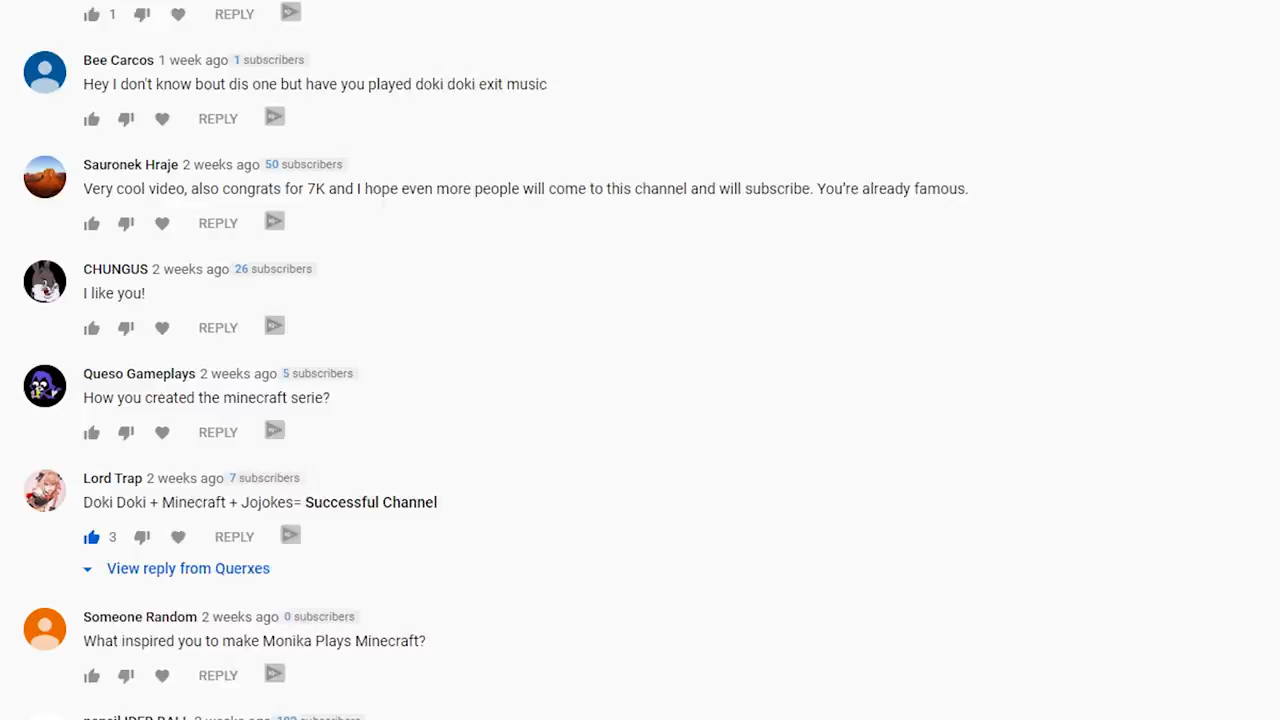 1 REPLY
Bee Carcos 1 week ago 1 subscribers
Hey I don't know bout dis one but have you played doki doki exit music
REPLY
Sauronek Hraje 2 weeks ago 50 subscribers
Very cool video, also congrats for 7K and I hope even more people will come to this channel and will subscribe. You're already famous.
REPLY
CHUNGUS 2 weeks ago 26 subscribers
I like you!
REPLY
Queso Gameplays 2 weeks ago 5 subscribers
How you created the minecraft serie?
REPLY
Lord Trap 2 weeks ago 7 subscribers
Doki Doki + Minecraft + Jojokes= Successful Channel
3 REPLY
View reply from Querxes
Someone Random 2 weeks ago 0 subscribers
What inspired you to make Monika Plays Minecraft?
REPLY
2 weeks ago subscribers